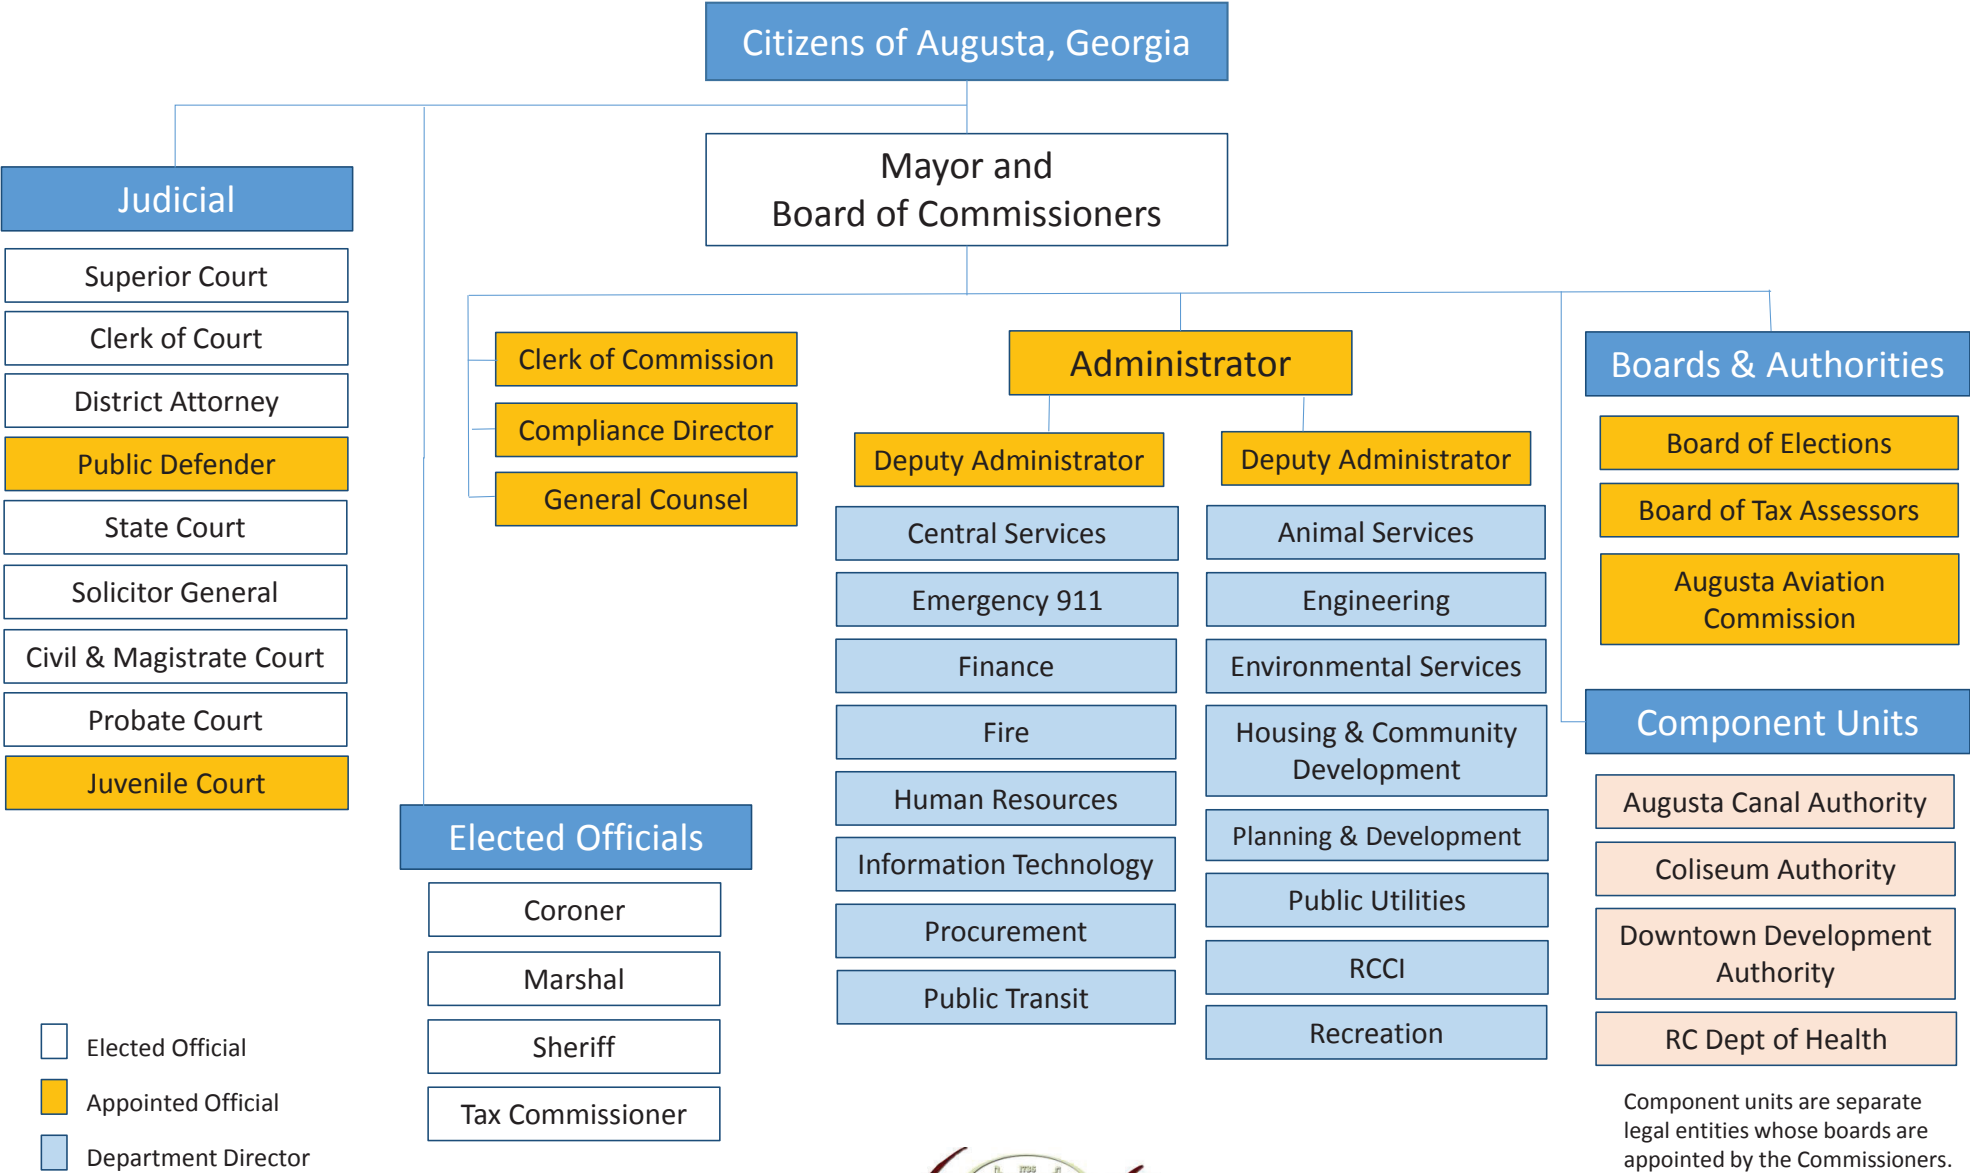 Citizens of Augusta, Georgia
Mayor and
Board of Commissioners
Judicial
Superior Court
Clerk of Court
District Attorney
Public Defender
State Court
Solicitor General
Civil & Magistrate Court
Probate Court
Juvenile Court
Elected Officials
Coroner
Marshal
Sheriff
Tax Commissioner
Clerk of Commission
Compliance Director
General Counsel
Administrator
Deputy Administrator
Central Services
Emergency 911
Finance
Fire
Human Resources
Information Technology
Procurement
Public Transit
Deputy Administrator
Animal Services
Engineering
Environmental Services
Housing & Community
Development
Planning & Development
Public Utilities
RCCI
Recreation
Boards & Authorities
Board of Elections
Board of Tax Assessors
Augusta Aviation
Commission
Component Units
Augusta Canal Authority
Coliseum Authority
Downtown Development
Authority
RC Dept of Health
Component units are separate
legal entities whose boards are
appointed by the Commissioners.
Elected Official
Appointed Official
Department Director